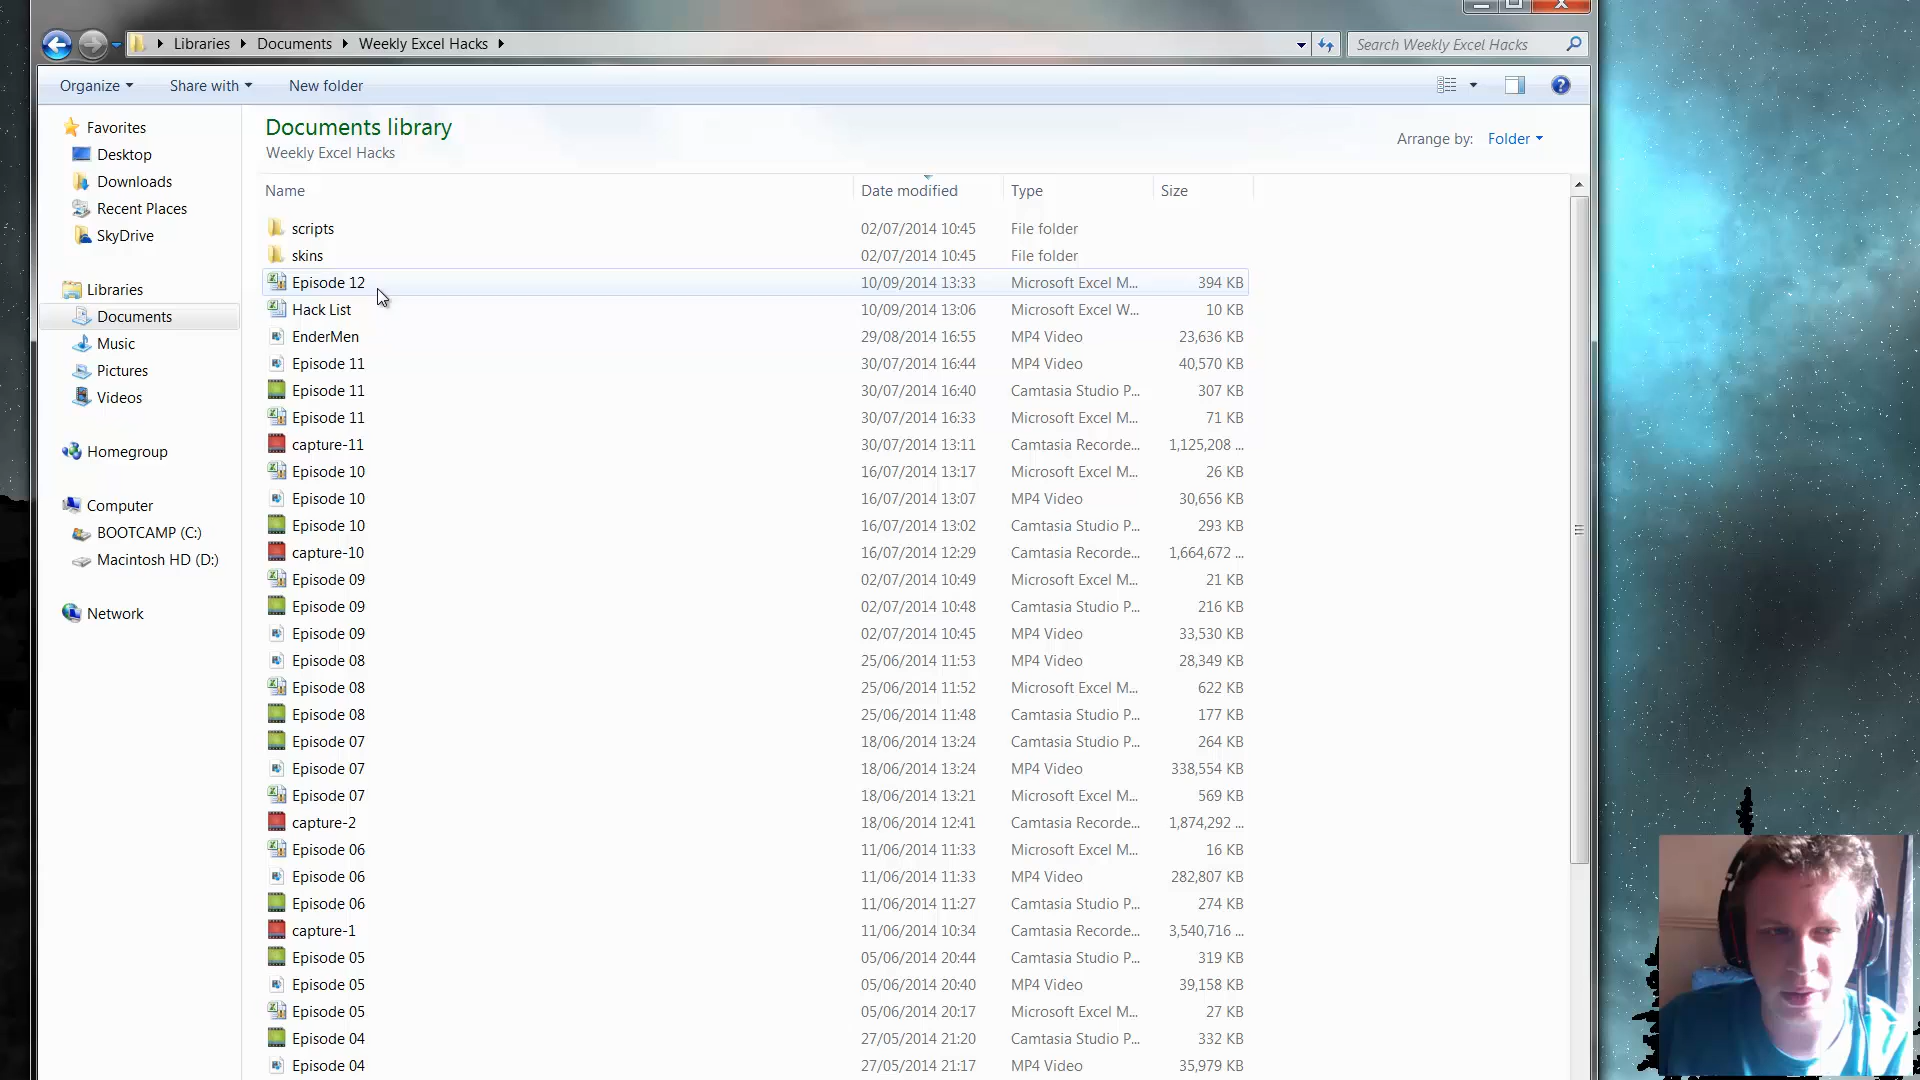 Libraries Documents Weekly Excel Hacks
Search Weekly Excel Hacks
Organize Share with New folder
Favorites
Desktop
Downloads
Recent Places
SkyDrive
Libraries
Documents
Music
Pictures
Videos
Homegroup
Computer
BOOTCAMP (C:)
Macintosh HD (D:)
Network
Documents library
Weekly Excel Hacks
Arrange by: Folder
Name Date modified Type Size
scripts 02/07/2014 10:45 File folder
skins 02/07/2014 10:45 File folder
Episode 12 10/09/2014 13:33 Microsoft Excel M... 394 KB
Hack List 10/09/2014 13:06 Microsoft Excel W... 10 KB
EnderMen 29/08/2014 16:55 MP4 Video 23,636 KB
Episode 11 30/07/2014 16:44 MP4 Video 40,570 KB
Episode 11 30/07/2014 16:40 Camtasia Studio P... 307 KB
Episode 11 30/07/2014 16:33 Microsoft Excel M... 71 KB
capture-11 30/07/2014 13:11 Camtasia Recorde... 1,125,208 ...
Episode 10 16/07/2014 13:17 Microsoft Excel M... 26 KB
Episode 10 16/07/2014 13:07 MP4 Video 30,656 KB
Episode 10 16/07/2014 13:02 Camtasia Studio P... 293 KB
capture-10 16/07/2014 12:29 Camtasia Recorde... 1,664,672 ...
Episode 09 02/07/2014 10:49 Microsoft Excel M... 21 KB
Episode 09 02/07/2014 10:48 Camtasia Studio P... 216 KB
Episode 09 02/07/2014 10:45 MP4 Video 33,530 KB
Episode 08 25/06/2014 11:53 MP4 Video 28,349 KB
Episode 08 25/06/2014 11:52 Microsoft Excel M... 622 KB
Episode 08 25/06/2014 11:48 Camtasia Studio P... 177 KB
Episode 07 18/06/2014 13:24 Camtasia Studio P... 264 KB
Episode 07 18/06/2014 13:24 MP4 Video 338,554 KB
Episode 07 18/06/2014 13:21 Microsoft Excel M... 569 KB
capture-2 18/06/2014 12:41 Camtasia Recorde... 1,874,292 ...
Episode 06 11/06/2014 11:33 Microsoft Excel M... 16 KB
Episode 06 11/06/2014 11:33 MP4 Video 282,807 KB
Episode 06 11/06/2014 11:27 Camtasia Studio P... 274 KB
capture-1 11/06/2014 10:34 Camtasia Recorde... 3,540,716 ...
Episode 05 05/06/2014 20:44 Camtasia Studio P... 319 KB
Episode 05 05/06/2014 20:40 MP4 Video 39,158 KB
Episode 05 05/06/2014 20:17 Microsoft Excel M... 27 KB
Episode 04 27/05/2014 21:20 Camtasia Studio P... 332 KB
Episode 04 27/05/2014 21:17 MP4 Video 35,979 KB